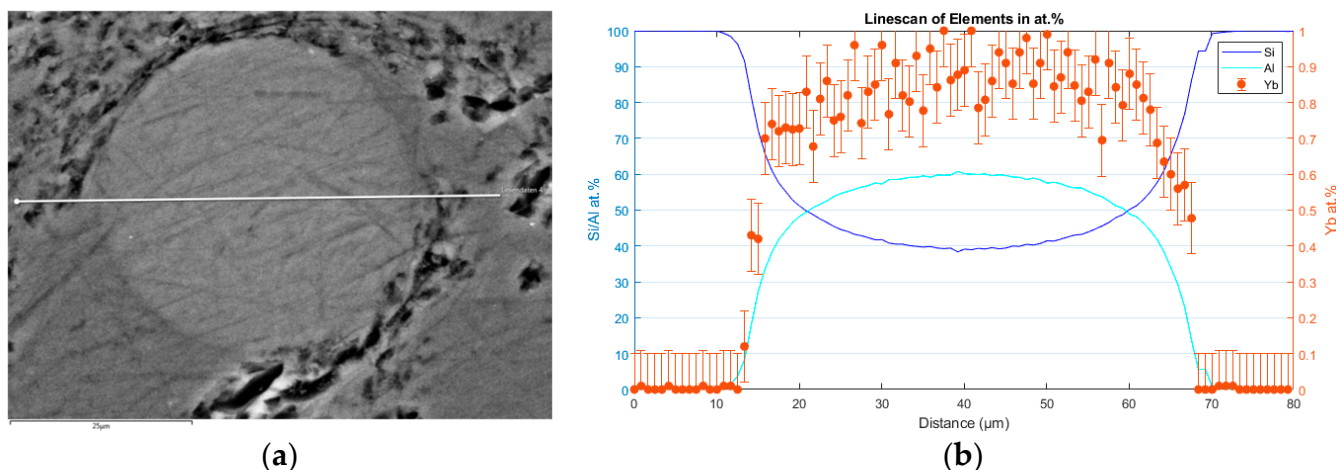 Liniendaten 4
25µm
(a)
Linescan of Elements in at.%
Si/Al at.%
100
90
80
70
60
50
40
30
20
10
0
Si
Al
Yb
1
0.9
0.8
0.7
0.6
0.5
0.4
0.3
0.2
0.1
0
Yb at.%
0 10 20 30 40 50 60 70 80
Distance (µm)
(b)